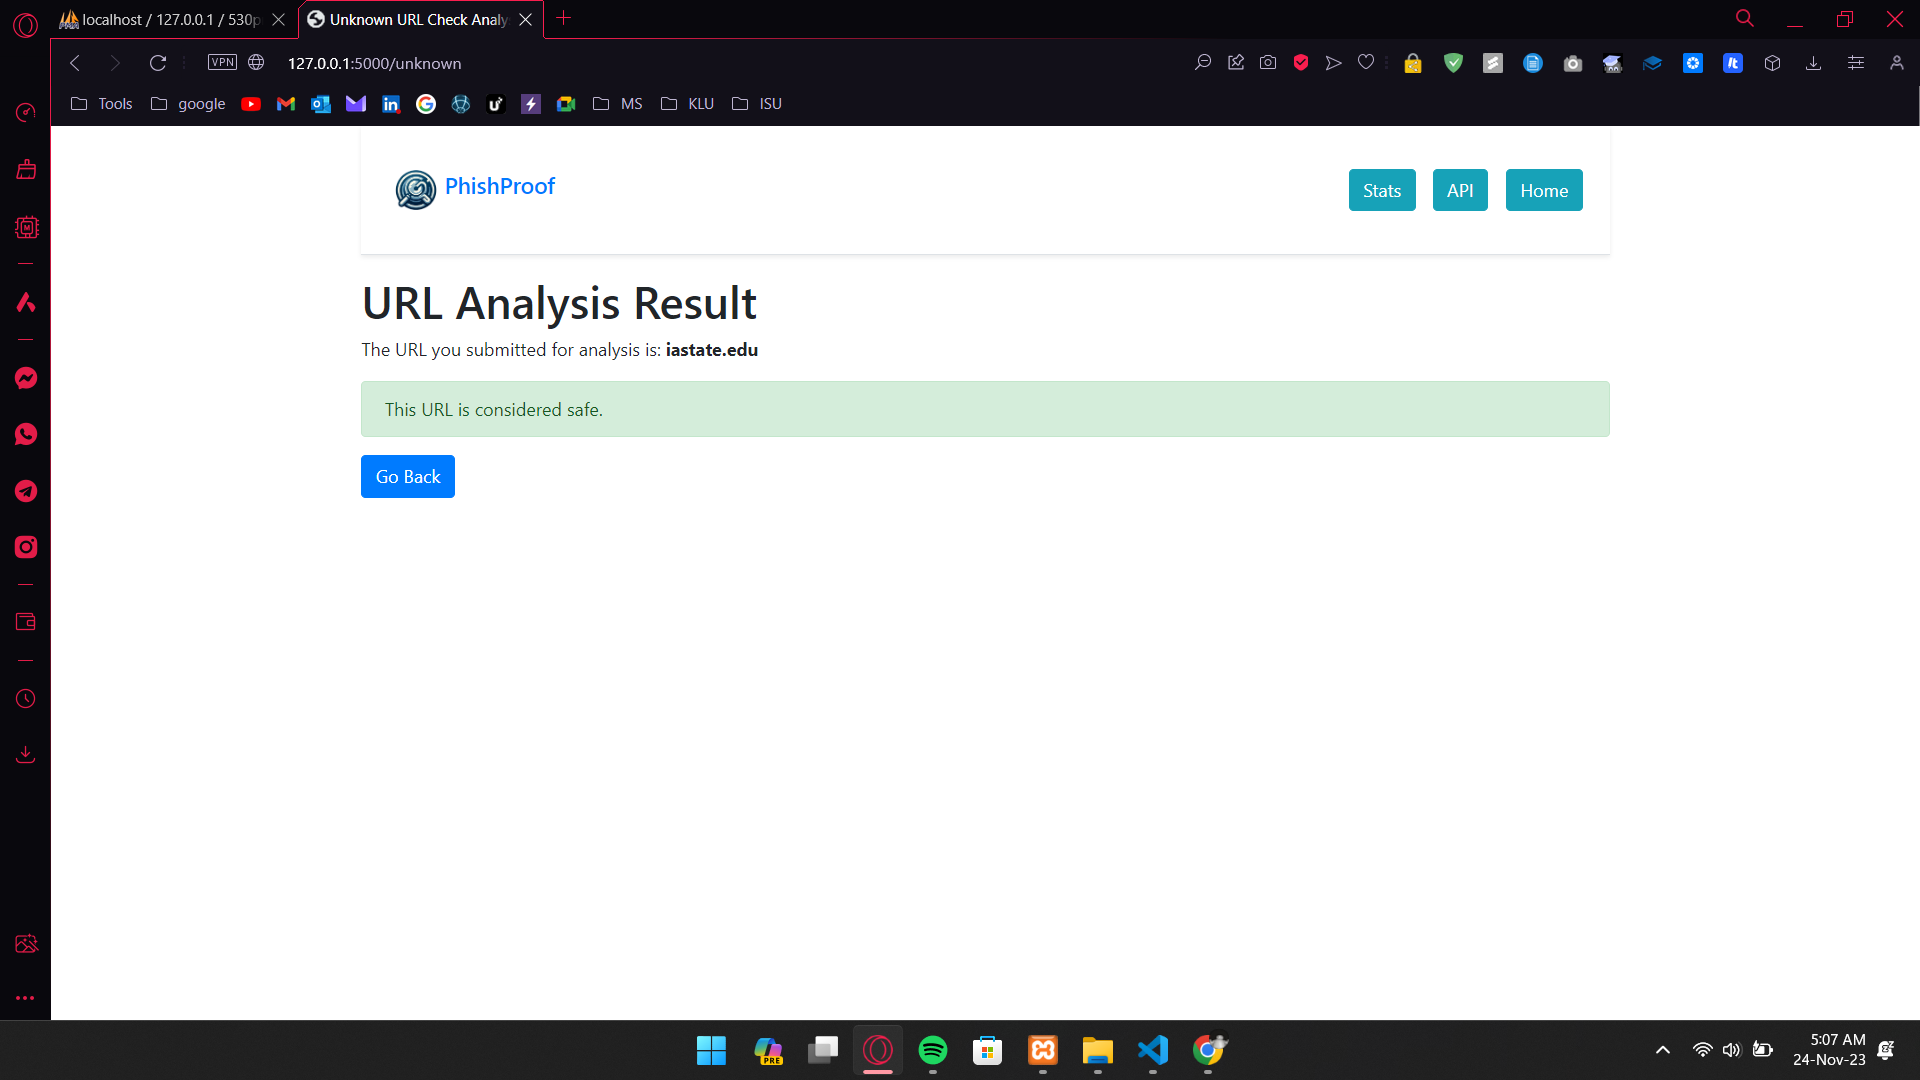 localhost / 127.0.0.1 / 530p
Unknown URL Check Analy
VPN
127.0.0.1:5000/unknown
Tools
google
MS
KLU
ISU
PhishProof
Stats
API
Home
URL Analysis Result
The URL you submitted for analysis is: iastate.edu
This URL is considered safe.
Go Back
PRE
5:07 AM
24-Nov-23